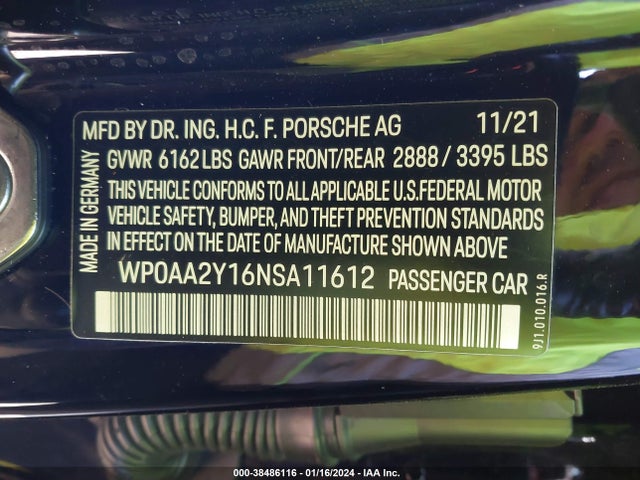 MFD BY DR. ING. H.C. F. PORSCHE AG 11/21
GVWR 6162 LBS GAWR FRONT/REAR 2888 / 3395 LBS
THIS VEHICLE CONFORMS TO ALL APPLICABLE U.S.FEDERAL MOTOR
VEHICLE SAFETY, BUMPER, AND THEFT PREVENTION STANDARDS
IN EFFECT ON THE DATE OF MANUFACTURE SHOWN ABOVE
WP0AA2Y16NSA11612 PASSENGER CAR
MADE IN GERMANY
9J1.010.016.R
000-38486116 - 01/16/2024 - IAA Inc.